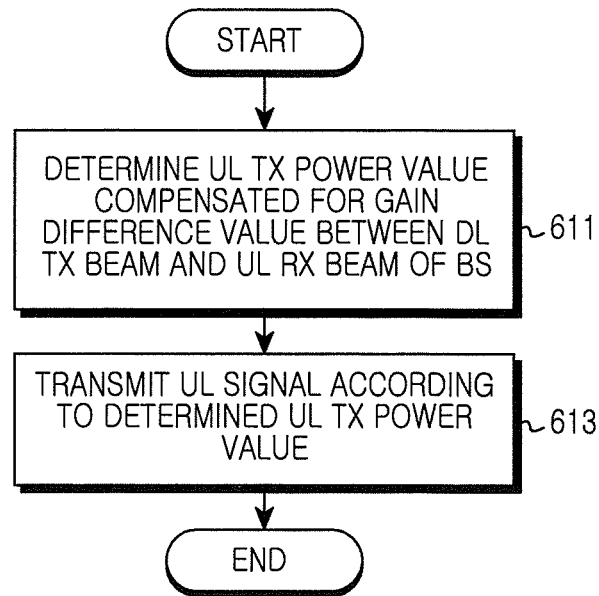 START
DETERMINE UL TX POWER VALUE
COMPENSATED FOR GAIN
DIFFERENCE VALUE BETWEEN DL
TX BEAM AND UL RX BEAM OF BS
611
TRANSMIT UL SIGNAL ACCORDING
TO DETERMINED UL TX POWER
VALUE
613
END